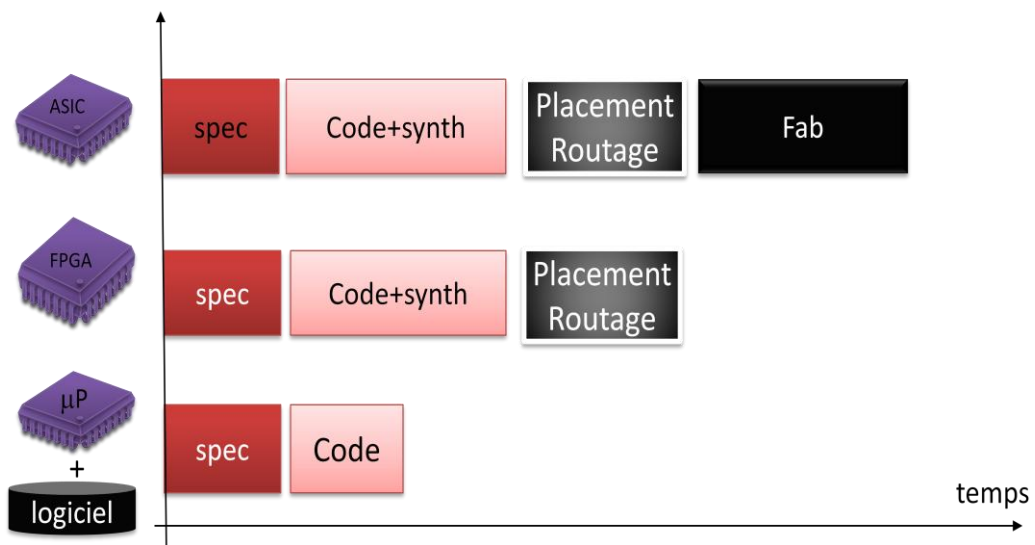 ASIC
spec
Code+synth
Placement
Routage
Fab
FPGA
spec
Code+synth
Placement
Routage
µP
+
logiciel
spec
Code
temps